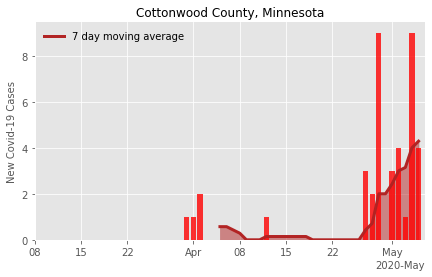 Cottonwood County, Minnesota
7 day moving average
New Covid-19 Cases
8
6
4
2
0
08 15 22 Apr 08 15 22 May
2020-May